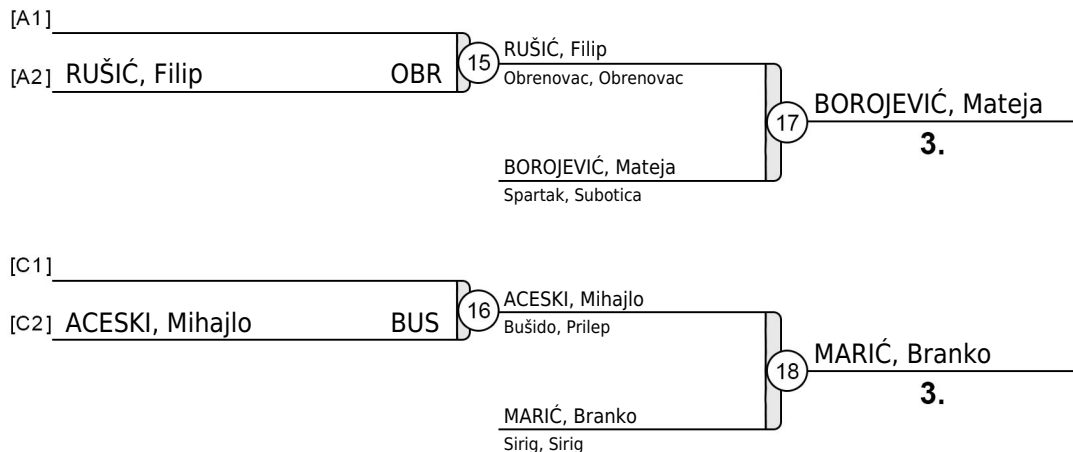 [A1]
[A2] RUŠIĆ, Filip OBR
15
RUŠIĆ, Filip
Obrenovac, Obrenovac
17
BOROJEVIĆ, Mateja
3.
BOROJEVIĆ, Mateja
Spartak, Subotica
[C1]
[C2] ACESKI, Mihajlo BUS
16
ACESKI, Mihajlo
Bušido, Prilep
18
MARIĆ, Branko
3.
MARIĆ, Branko
Sirig, Sirig